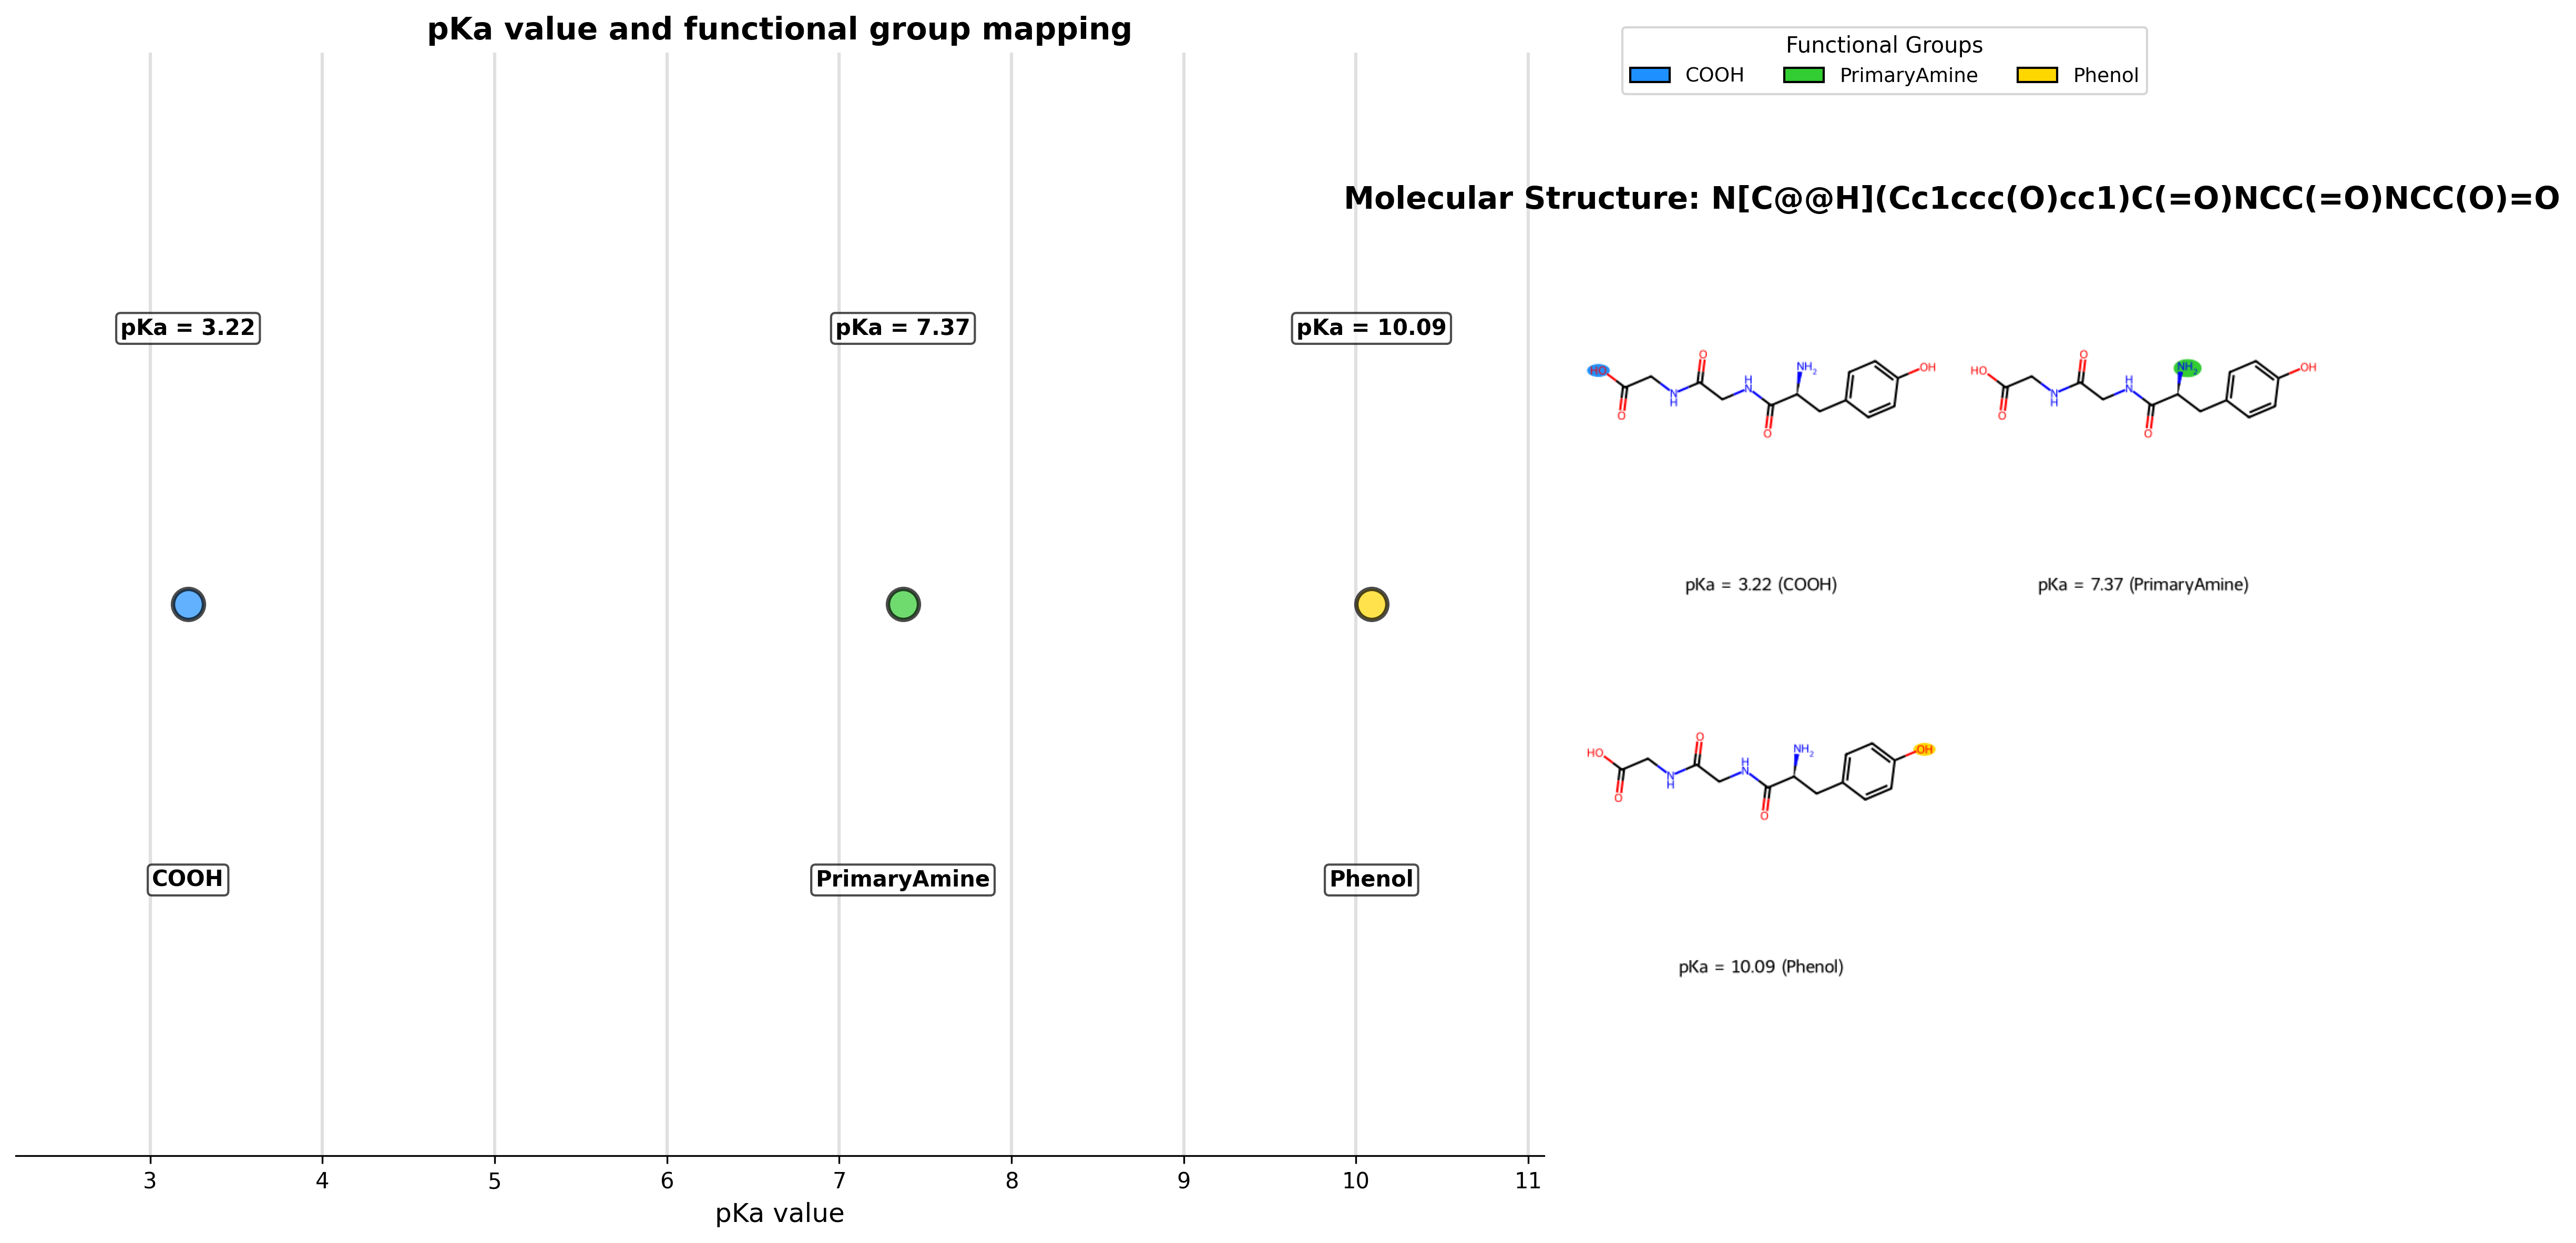 pKa value and functional group mapping
Functional Groups
COOH PrimaryAmine Phenol
Molecular Structure: N[C@@H](Cc1ccc(O)cc1)C(=O)NCC(=O)NCC(O)=O
pKa = 3.22 pKa = 7.37 pKa = 10.09
HO O N H O H N O NH2 OH
HO O N H O H N O NH2 OH
pKa = 3.22 (COOH) pKa = 7.37 (PrimaryAmine)
HO O N H O H N O NH2 OH
COOH PrimaryAmine Phenol
pKa = 10.09 (Phenol)
3 4 5 6 7 8 9 10 11
pKa value